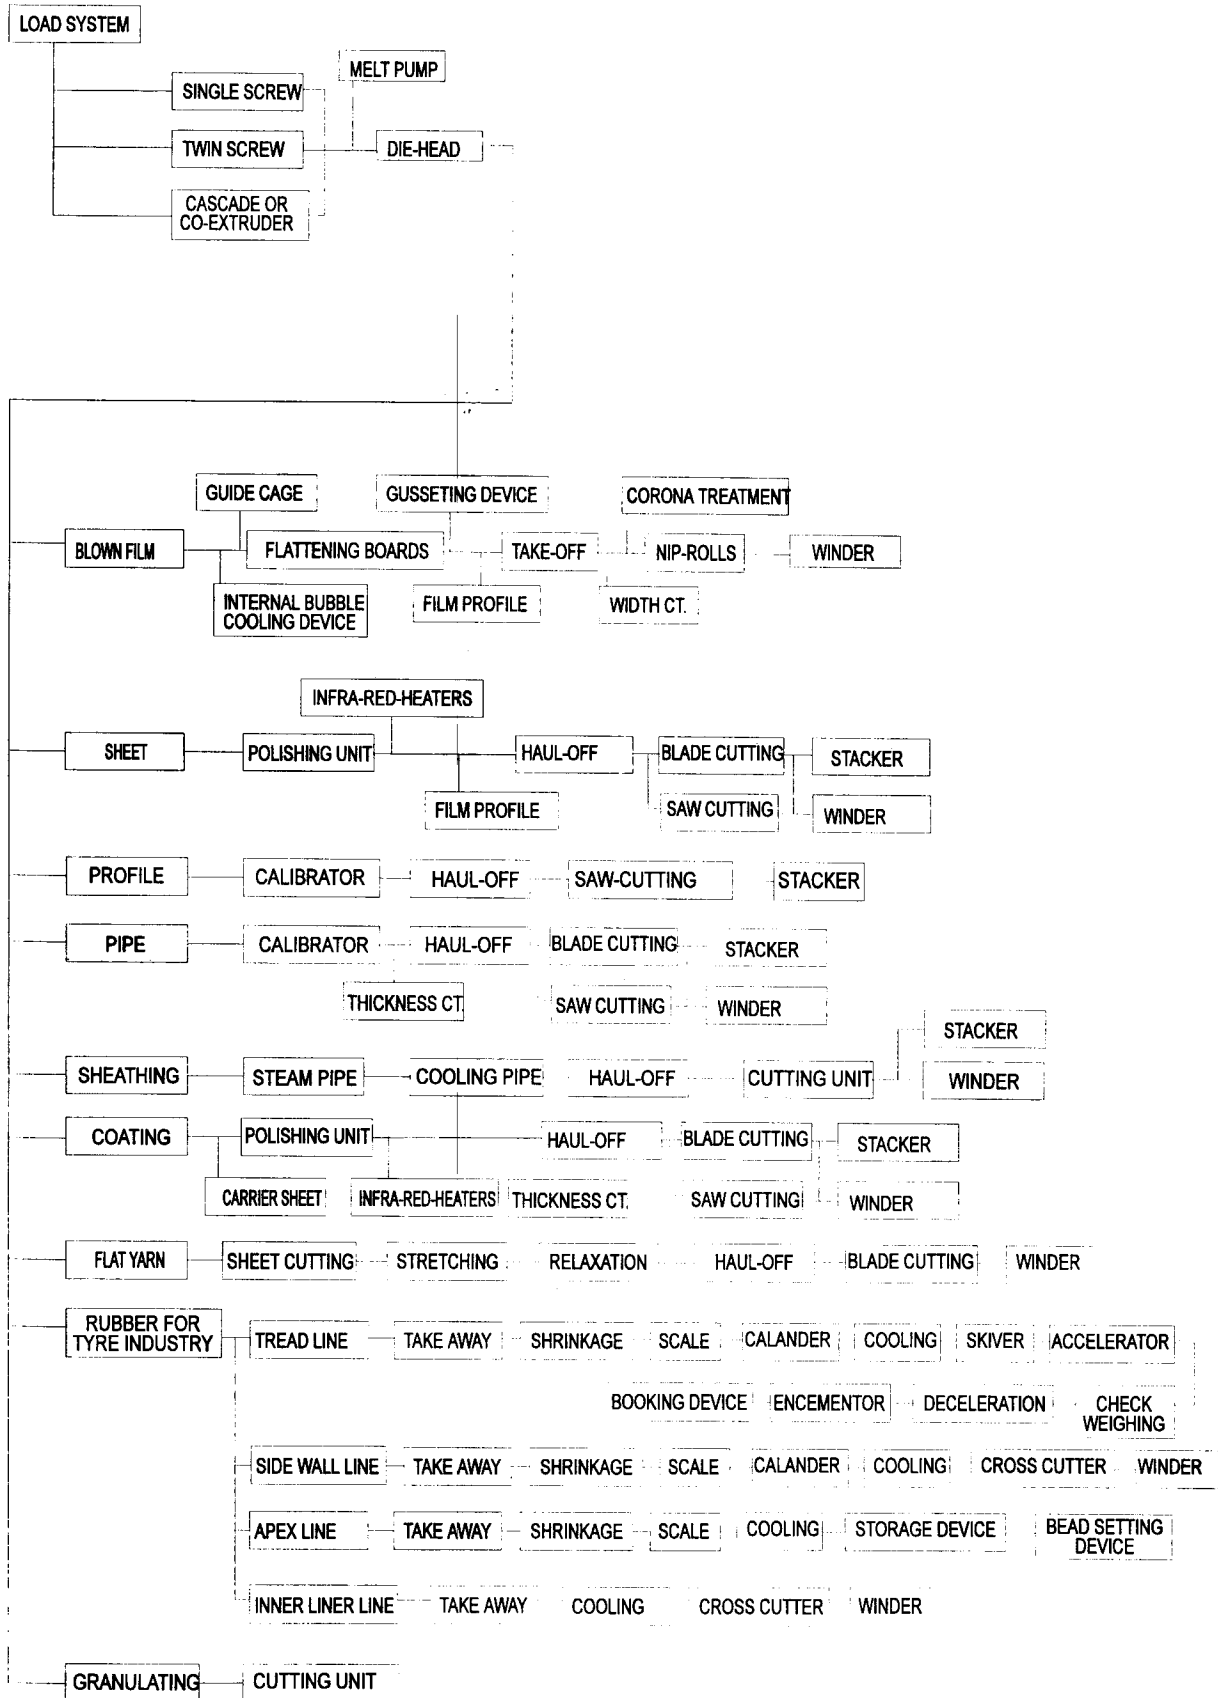 LOAD SYSTEM
MELT PUMP
SINGLE SCREW
TWIN SCREW
DIE-HEAD
CASCADE OR
CO-EXTRUDER
GUIDE CAGE
GUSSETING DEVICE
CORONA TREATMENT
BLOWN FILM
FLATTENING BOARDS
TAKE-OFF
NIP-ROLLS
WINDER
INTERNAL BUBBLE
COOLING DEVICE
FILM PROFILE
WIDTH CT.
INFRA-RED-HEATERS
SHEET
POLISHING UNIT
HAUL-OFF
BLADE CUTTING
STACKER
FILM PROFILE
SAW CUTTING
WINDER
PROFILE
CALIBRATOR
HAUL-OFF
SAW-CUTTING
STACKER
PIPE
CALIBRATOR
HAUL-OFF
BLADE CUTTING
STACKER
THICKNESS CT.
SAW CUTTING
WINDER
STACKER
SHEATHING
STEAM PIPE
COOLING PIPE
HAUL-OFF
CUTTING UNIT
WINDER
COATING
POLISHING UNIT
HAUL-OFF
BLADE CUTTING
STACKER
CARRIER SHEET
INFRA-RED-HEATERS
THICKNESS CT.
SAW CUTTING
WINDER
FLAT YARN
SHEET CUTTING
STRETCHING
RELAXATION
HAUL-OFF
BLADE CUTTING
WINDER
RUBBER FOR
TYRE INDUSTRY
TREAD LINE
TAKE AWAY
SHRINKAGE
SCALE
CALANDER
COOLING
SKIVER
ACCELERATOR
BOOKING DEVICE
ENCEMENTOR
DECELERATION
CHECK
WEIGHING
SIDE WALL LINE
TAKE AWAY
SHRINKAGE
SCALE
CALANDER
COOLING
CROSS CUTTER
WINDER
APEX LINE
TAKE AWAY
SHRINKAGE
SCALE
COOLING
STORAGE DEVICE
BEAD SETTING
DEVICE
INNER LINER LINE
TAKE AWAY
COOLING
CROSS CUTTER
WINDER
GRANULATING
CUTTING UNIT